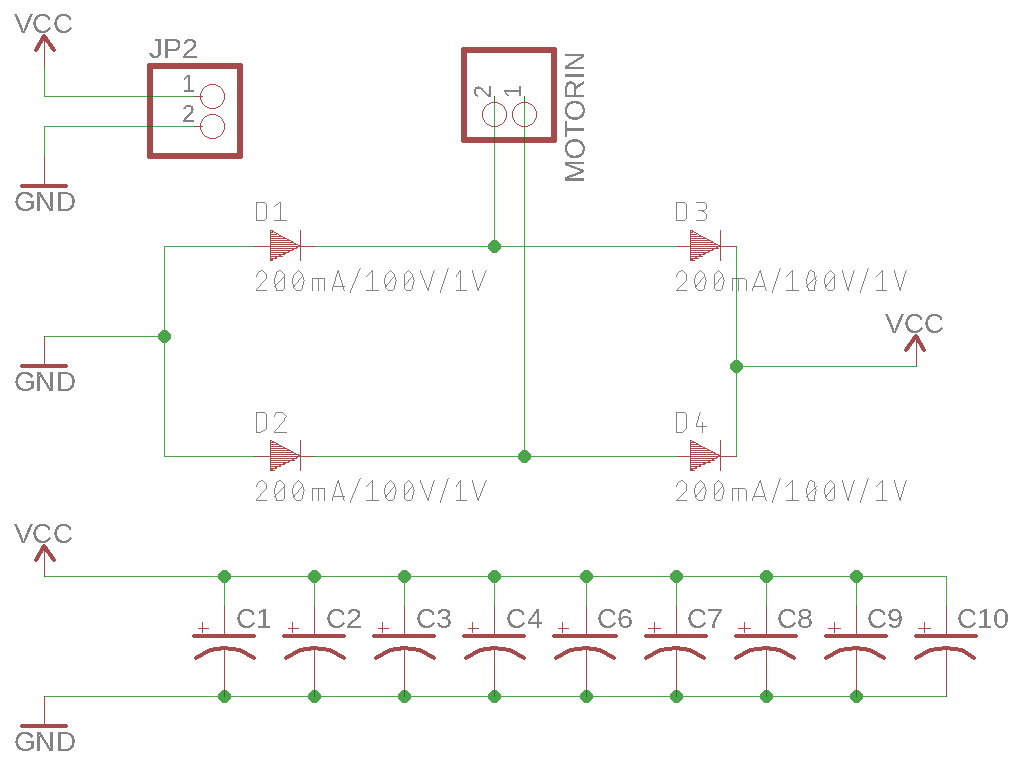 VCC
JP2
1
2
GND
2
1
MOTORIN
D1
200mA/100V/1V
D3
200mA/100V/1V
VCC
GND
D2
200mA/100V/1V
D4
200mA/100V/1V
VCC
+ C1
+ C2
+ C3
+ C4
+ C6
+ C7
+ C8
+ C9
+ C10
GND